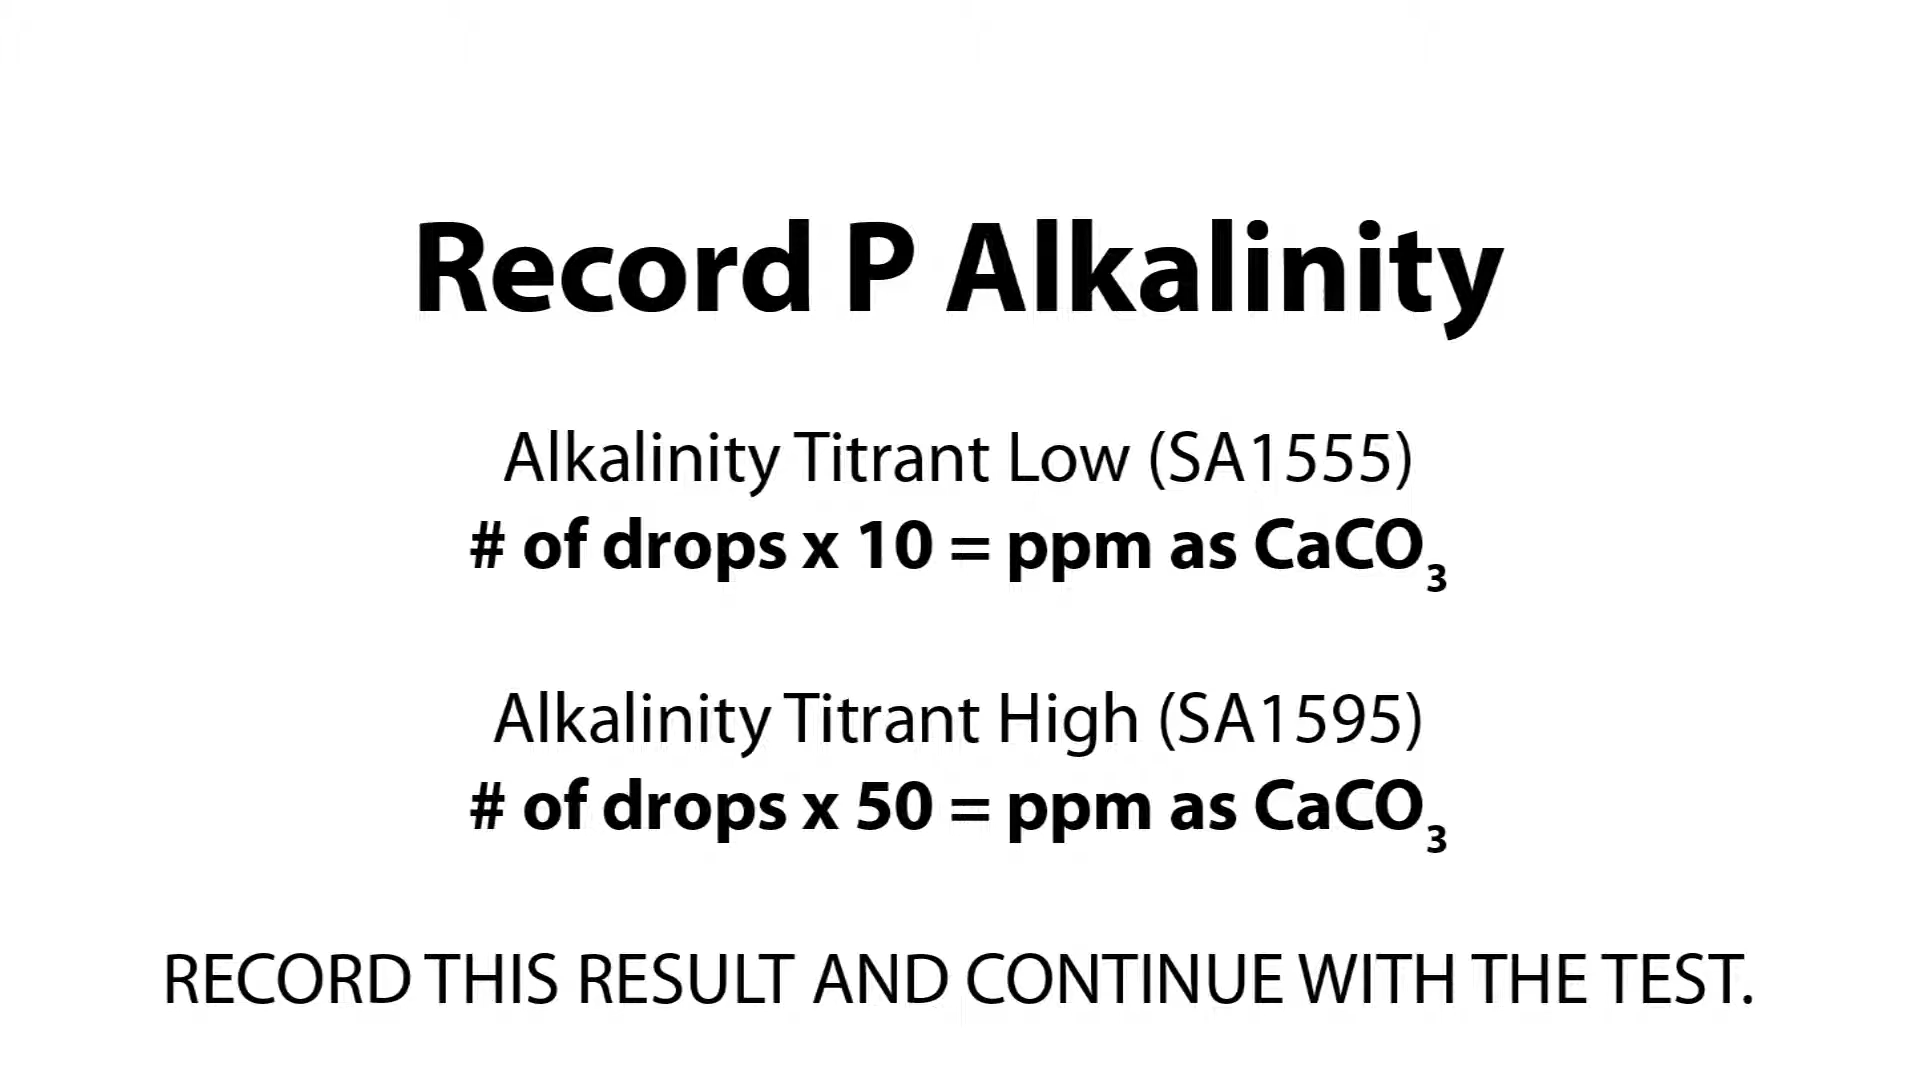 Record P Alkalinity
Alkalinity Titrant Low (SA1555)
# of drops x 10 = ppm as CaCO₃
Alkalinity Titrant High (SA1595)
# of drops x 50 = ppm as CaCO₃
RECORD THIS RESULT AND CONTINUE WITH THE TEST.